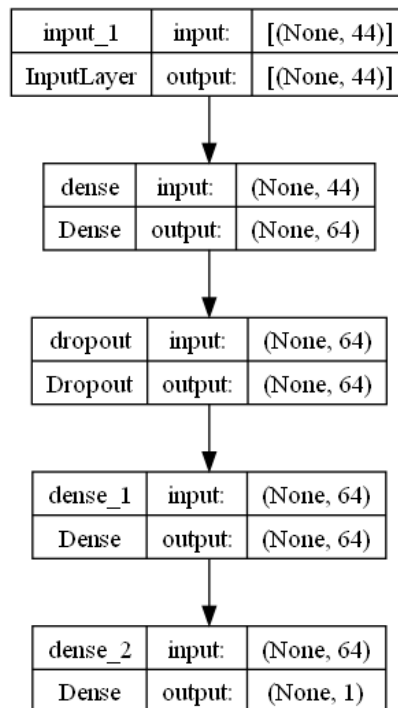 input_1 input: [(None, 44)]
InputLayer output: [(None, 44)]
dense input: (None, 44)
Dense output: (None, 64)
dropout input: (None, 64)
Dropout output: (None, 64)
dense_1 input: (None, 64)
Dense output: (None, 64)
dense_2 input: (None, 64)
Dense output: (None, 1)